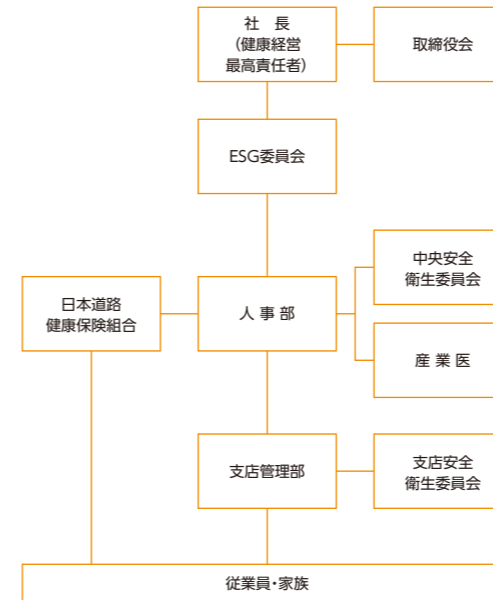 社　長
(健康経営
最高責任者)
取締役会
ESG委員会
中央安全
衛生委員会
日本道路
健康保険組合
人 事 部
産 業 医
支店管理部
支店安全
衛生委員会
従業員・家族